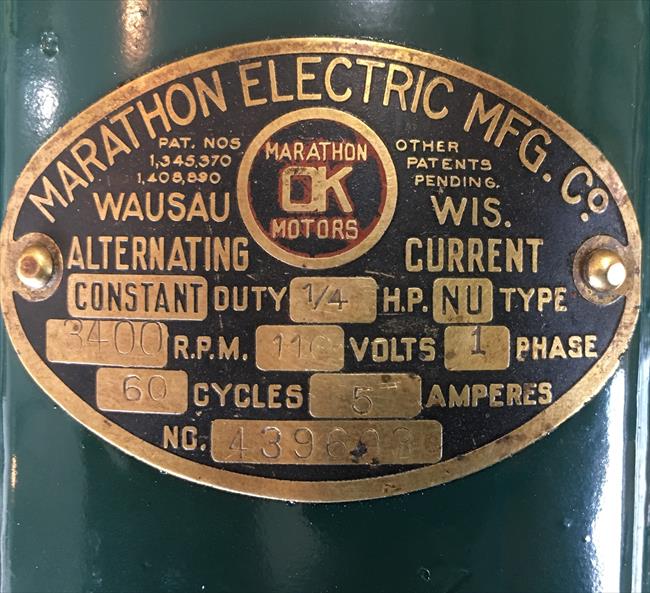 MARATHON ELECTRIC MFG. Co.
PAT. NOS
1,345,370
1,408,890
MARATHON
OK
MOTORS
OTHER
PATENTS
PENDING.
WAUSAU WIS.
ALTERNATING CURRENT
CONSTANT DUTY 1/4 H.P. NU TYPE
3400 R.P.M. 110 VOLTS 1 PHASE
60 CYCLES 5 AMPERES
NO.